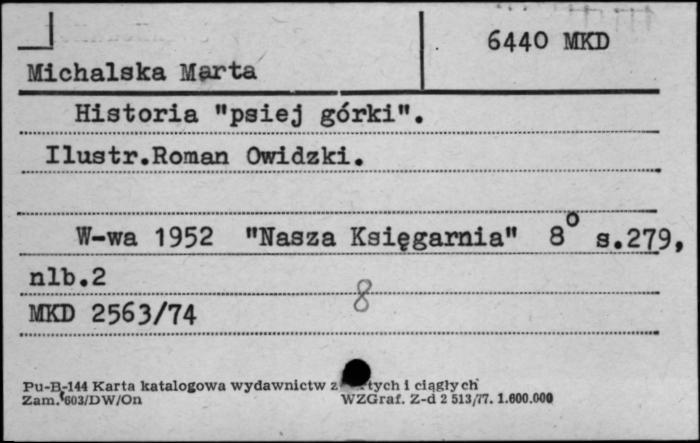 6440 MKD
Michalska Marta
Historia "psiej górki".
Ilustr.Roman Owidzki.
W-wa 1952 "Nasza Księgarnia" 8° s.279,
nlb.2
8
MKD 2563/74
Pu-B-144 Karta katalogowa wydawnictw z tych i ciągłych
Zam. 603/DW/On WZGraf. Z-d 2 513/77. 1.600.000